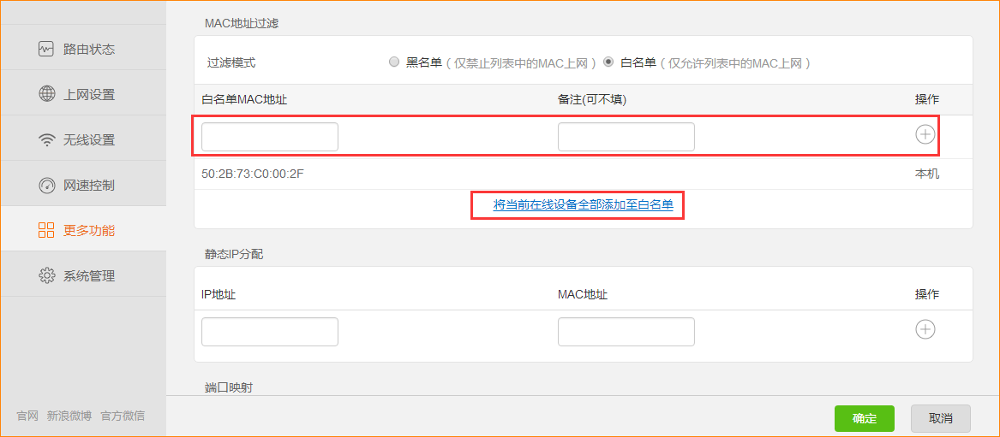 路由状态
上网设置
无线设置
网速控制
更多功能
系统管理
官网 新浪微博 官方微信
MAC地址过滤
过滤模式 黑名单（仅禁止列表中的MAC上网） 白名单（仅允许列表中的MAC上网）
白名单MAC地址 备注(可不填) 操作
50:2B:73:C0:00:2F 本机
将当前在线设备全部添加至白名单
静态IP分配
IP地址 MAC地址 操作
端口映射
确定 取消